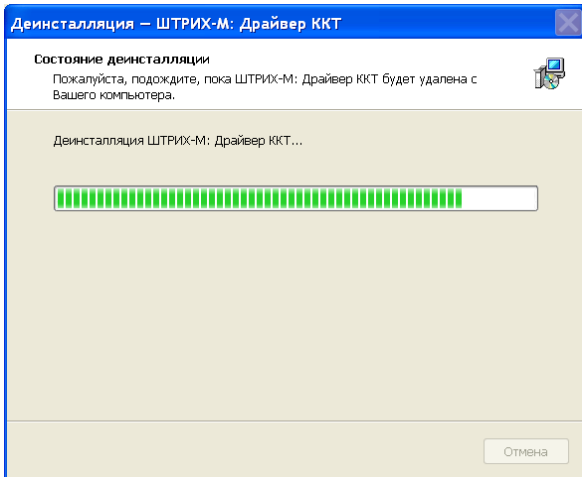 Деинсталляция — ШТРИХ-М: Драйвер ККТ
Состояние деинсталляции
Пожалуйста, подождите, пока ШТРИХ-М: Драйвер ККТ будет удалена с
Вашего компьютера.
Деинсталляция ШТРИХ-М: Драйвер ККТ...
Отмена